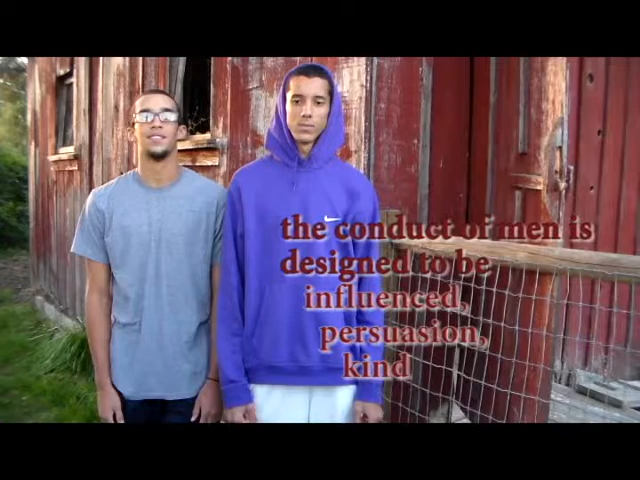 the conduct of men is
designed to be
influenced,
persuasion,
kind